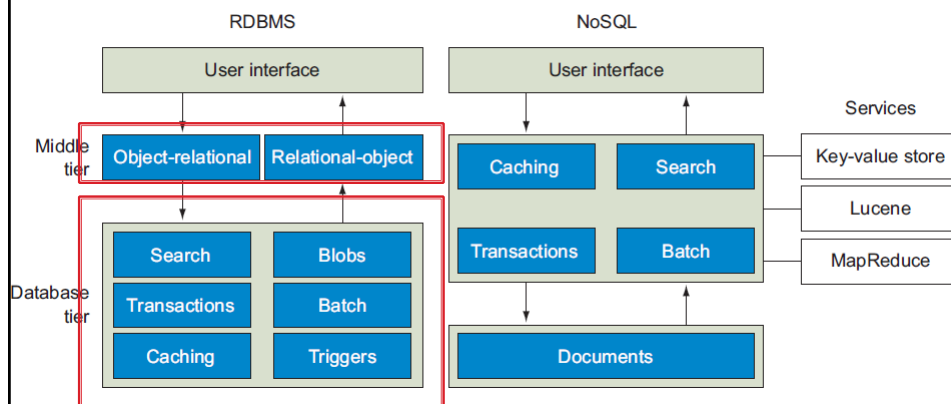 RDBMS
NoSQL
User interface
User interface
Services
Middle
tier
Object-relational
Relational-object
Caching
Search
Key-value store
Lucene
Transactions
Batch
MapReduce
Database
tier
Search
Blobs
Transactions
Batch
Caching
Triggers
Documents